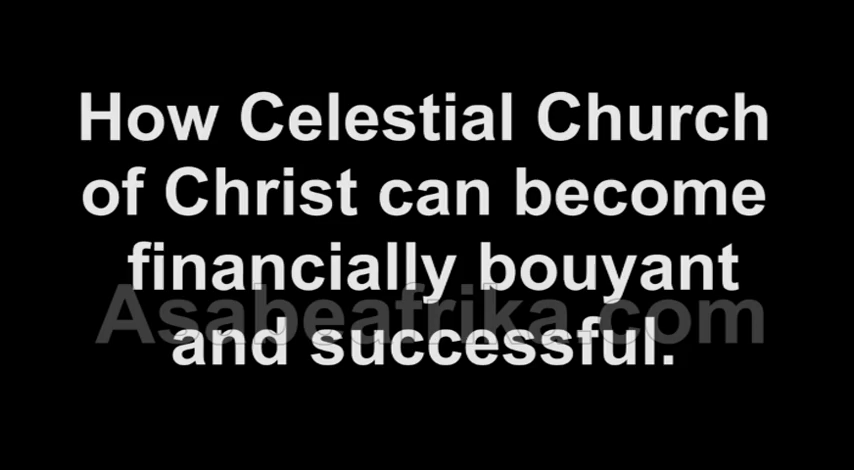 How Celestial Church
of Christ can become
financially bouyant
Asabeafrika.com
and successful.